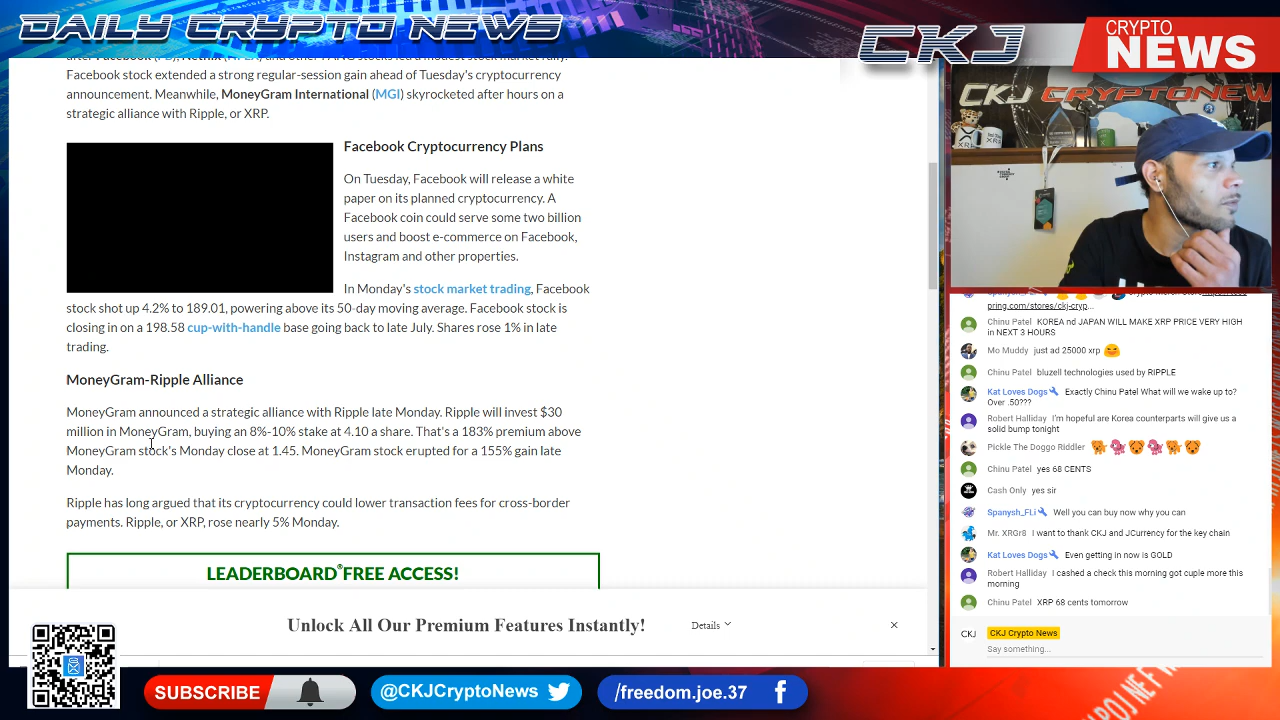 DAILY CRYPTO NEWS
CKJ
CRYPTO
NEWS
Facebook stock extended a strong regular-session gain ahead of Tuesday's cryptocurrency
announcement. Meanwhile, MoneyGram International (MGI) skyrocketed after hours on a
strategic alliance with Ripple, or XRP.
Facebook Cryptocurrency Plans
On Tuesday, Facebook will release a white
paper on its planned cryptocurrency. A
Facebook coin could serve some two billion
users and boost e-commerce on Facebook,
Instagram and other properties.
In Monday's stock market trading, Facebook
stock shot up 4.2% to 189.01, powering above its 50-day moving average. Facebook stock is
closing in on a 198.58 cup-with-handle base going back to late July. Shares rose 1% in late
trading.
MoneyGram-Ripple Alliance
MoneyGram announced a strategic alliance with Ripple late Monday. Ripple will invest $30
million in MoneyGram, buying an 8%-10% stake at 4.10 a share. That's a 183% premium above
MoneyGram stock's Monday close at 1.45. MoneyGram stock erupted for a 155% gain late
Monday.
Ripple has long argued that its cryptocurrency could lower transaction fees for cross-border
payments. Ripple, or XRP, rose nearly 5% Monday.
LEADERBOARD® FREE ACCESS!
Unlock All Our Premium Features Instantly!
Details
CKJ CRYPTONEW
XRP
pring.com/stores/ckj-cryp...
Chinu Patel KOREA nd JAPAN WILL MAKE XRP PRICE VERY HIGH
in NEXT 3 HOURS
Mo Muddy just ad 25000 xrp
Chinu Patel bluzell technologies used by RIPPLE
Kat Loves Dogs Exactly Chinu Patel What will we wake up to?
Over .50???
Robert Halliday I'm hopeful are Korea counterparts will give us a
solid bump tonight
Pickle The Doggo Riddler
Chinu Patel yes 68 CENTS
Cash Only yes sir
Spanysh_FLi Well you can buy now why you can
Mr. XRGr8 I want to thank CKJ and JCurrency for the key chain
Kat Loves Dogs Even getting in now is GOLD
Robert Halliday I cashed a check this morning got cuple more this
morning
Chinu Patel XRP 68 cents tomorrow
CKJ CKJ Crypto News
Say something...
SUBSCRIBE
@CKJCryptoNews
/freedom.joe.37